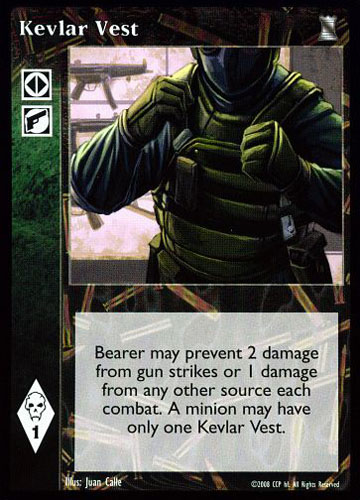 Kevlar Vest
Bearer may prevent 2 damage
from gun strikes or 1 damage
from any other source each
combat. A minion may have
only one Kevlar Vest.
1
Illus: Juan Calle
©2008 CCP hf. All Rights Reserved